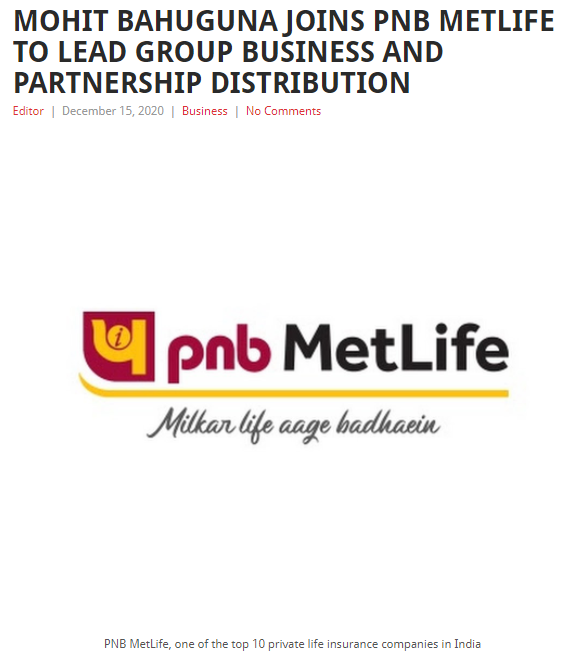 MOHIT BAHUGUNA JOINS PNB METLIFE
TO LEAD GROUP BUSINESS AND
PARTNERSHIP DISTRIBUTION
Editor | December 15, 2020 | Business | No Comments
pnb MetLife
Milkar life aage badhaein
PNB MetLife, one of the top 10 private life insurance companies in India